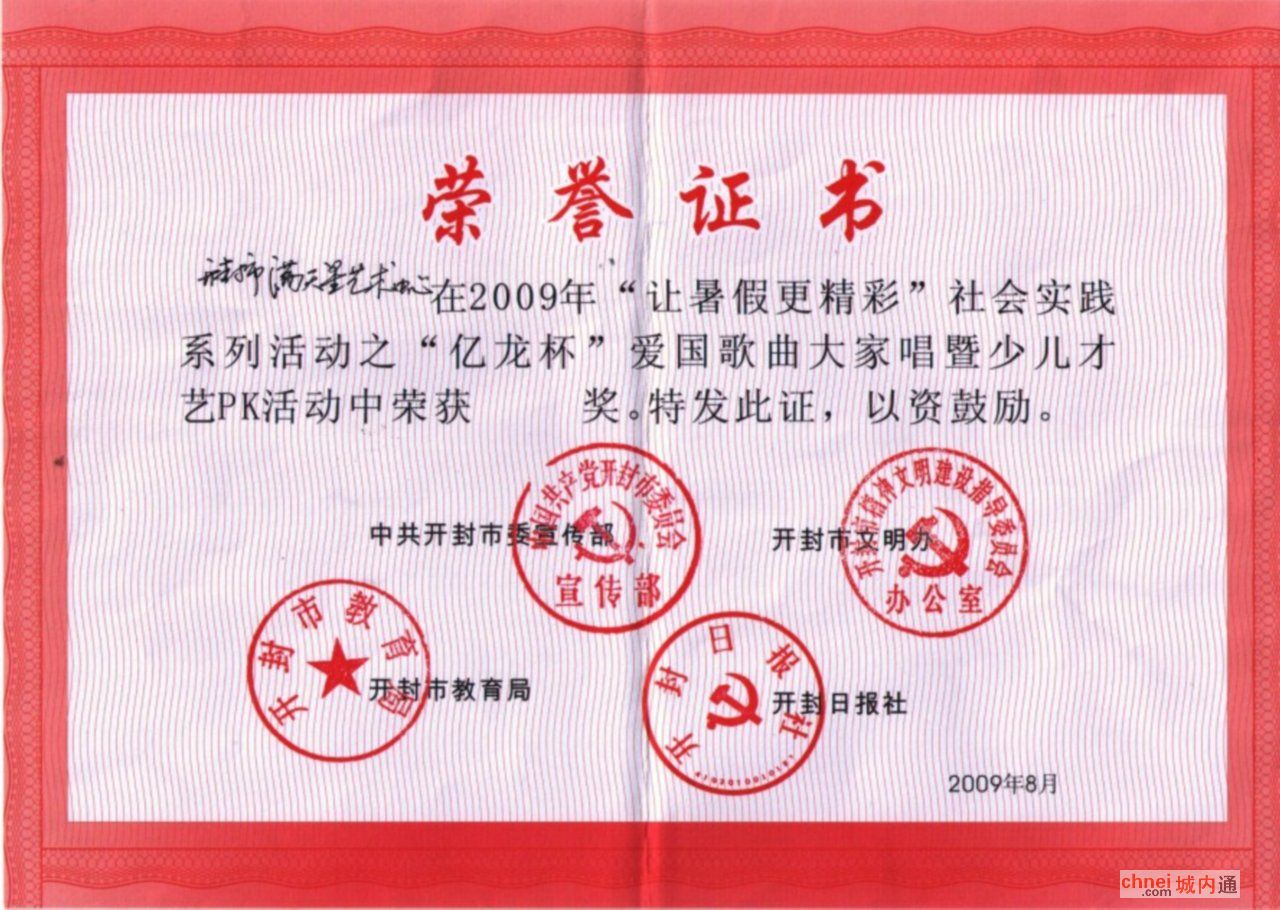 荣誉证书
开封市满天星艺术中心在2009年“让暑假更精彩”社会实践
系列活动之“亿龙杯”爱国歌曲大家唱暨少儿才
艺PK活动中荣获 奖。特发此证，以资鼓励。
中国共产党开封市委员会
宣传部
中共开封市委宣传部
开封市精神文明建设指导委员会
办公室
开封市文明办
开封市教育局
开封市教育局
开封日报社
开封日报社
2009年8月
chnei城内通
.com